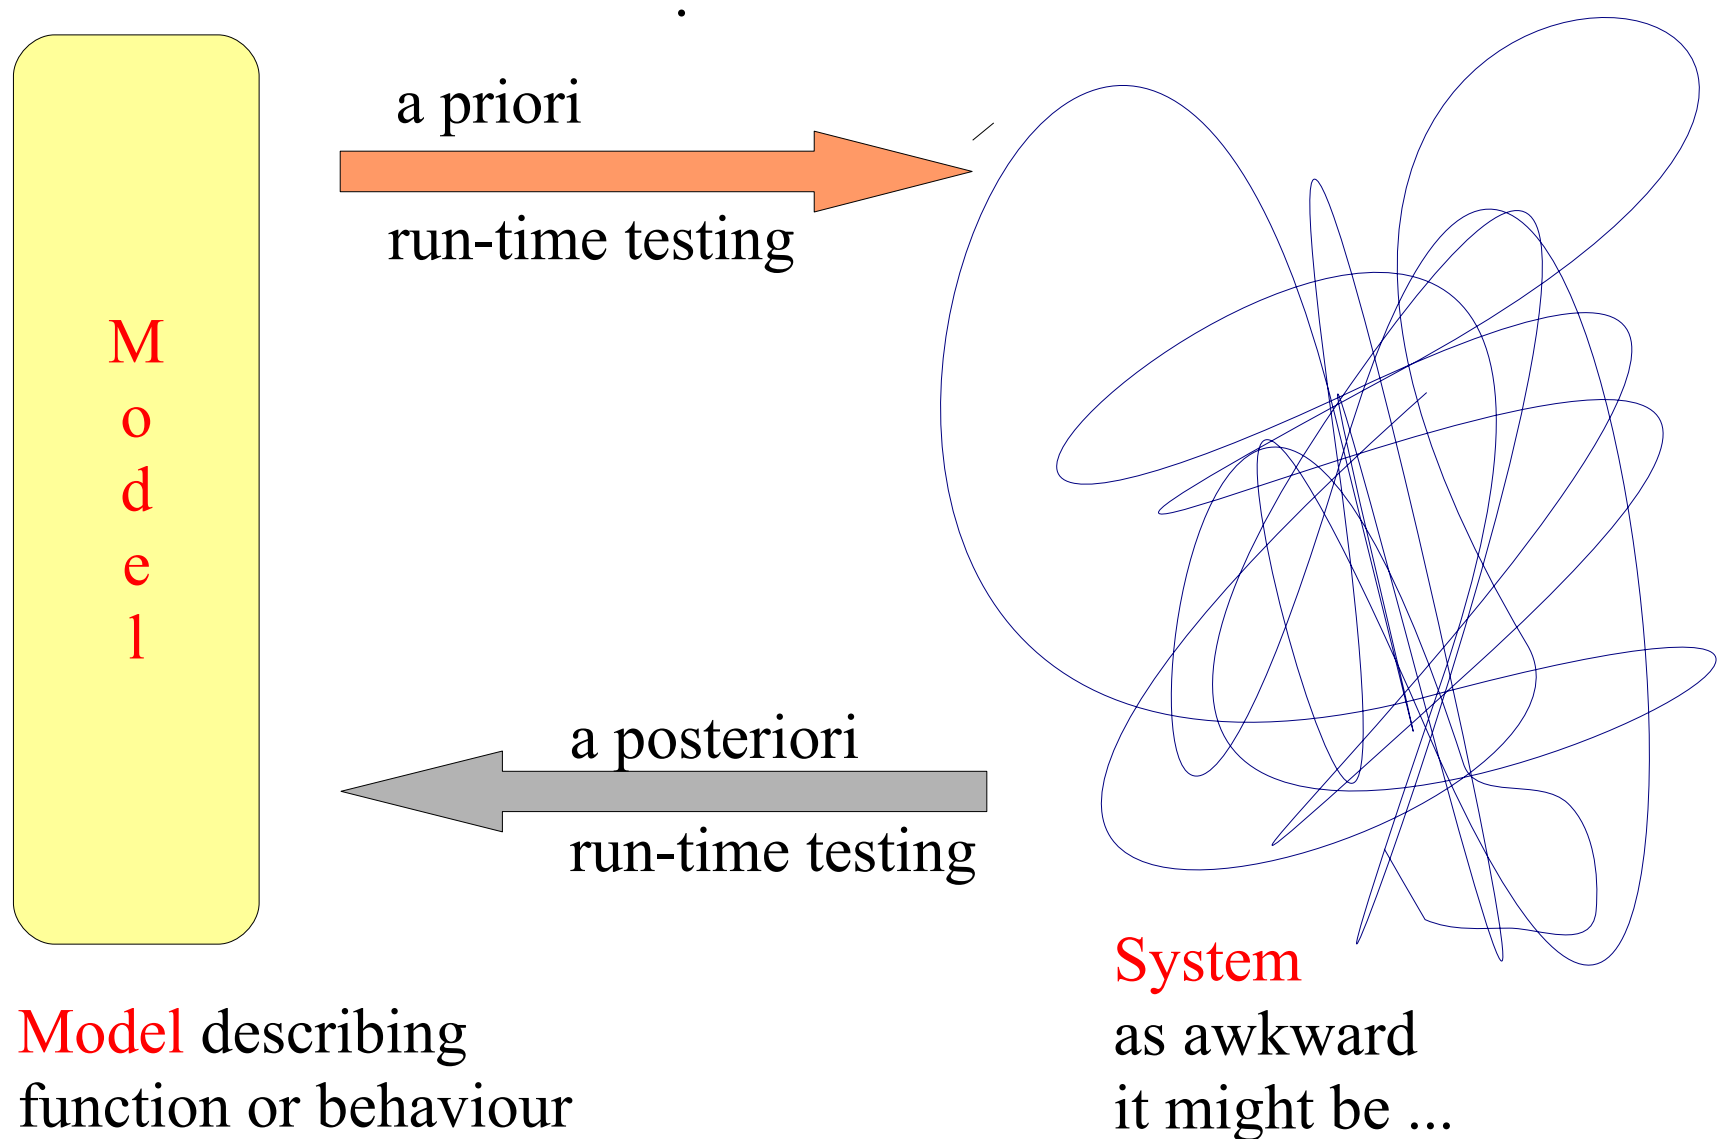 .
a priori
run-time testing
M
o
d
e
l
a posteriori
run-time testing
Model describing
function or behaviour
System
as awkward
it might be ...